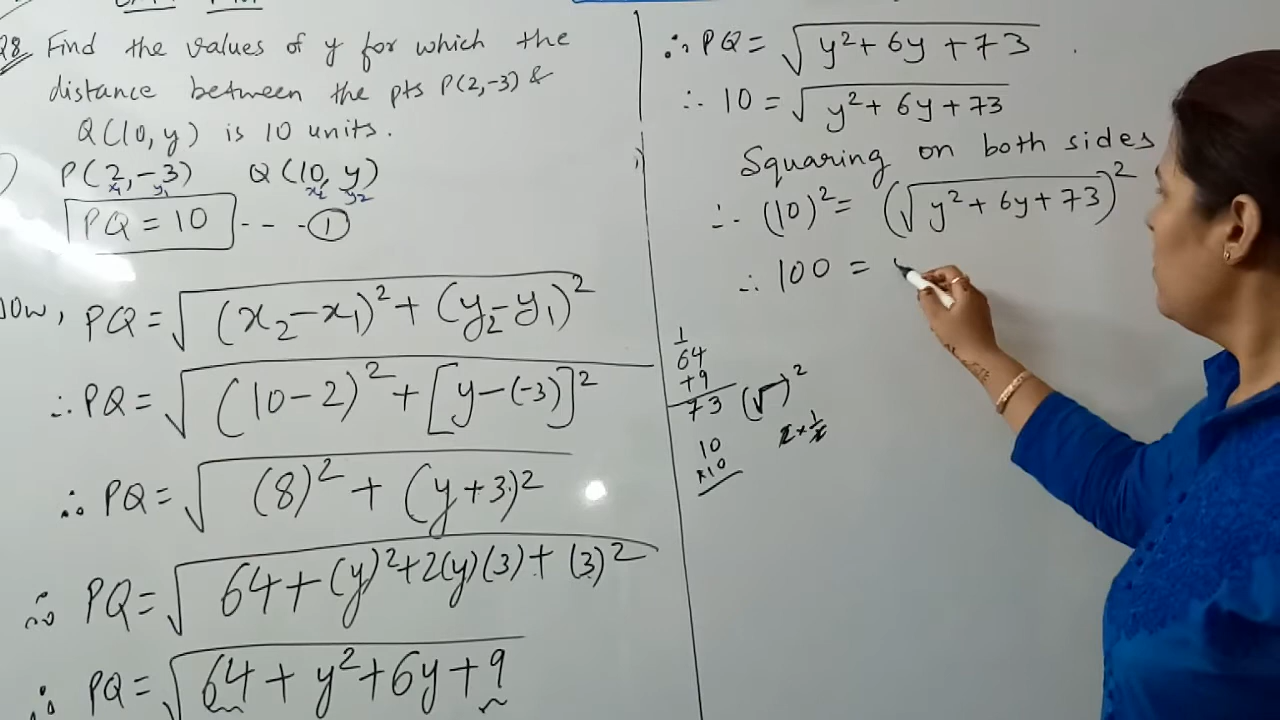 Q8 Find the values of y for which the
distance between the pts P(2,-3) &
Q(10,y) is 10 units.
P(2,-3) Q(10, y)
x₁ y₁ x₂ y₂
PQ = 10 --- ①
Now, PQ = √(x₂-x₁)² + (y₂-y₁)²
∴ PQ = √(10-2)² + [y-(-3)]²
∴ PQ = √(8)² + (y+3)²
∴ PQ = √64+(y)²+2(y)(3)+(3)²
∴ PQ = √64 + y²+6y+9
∴ PQ = √y²+6y+73
∴ 10 = √y²+6y+73
Squaring on both sides
∴ (10)² = (√y²+6y+73)²
∴ 100 =
1
64
+9
73
(√)²
2×1/2
10
×10